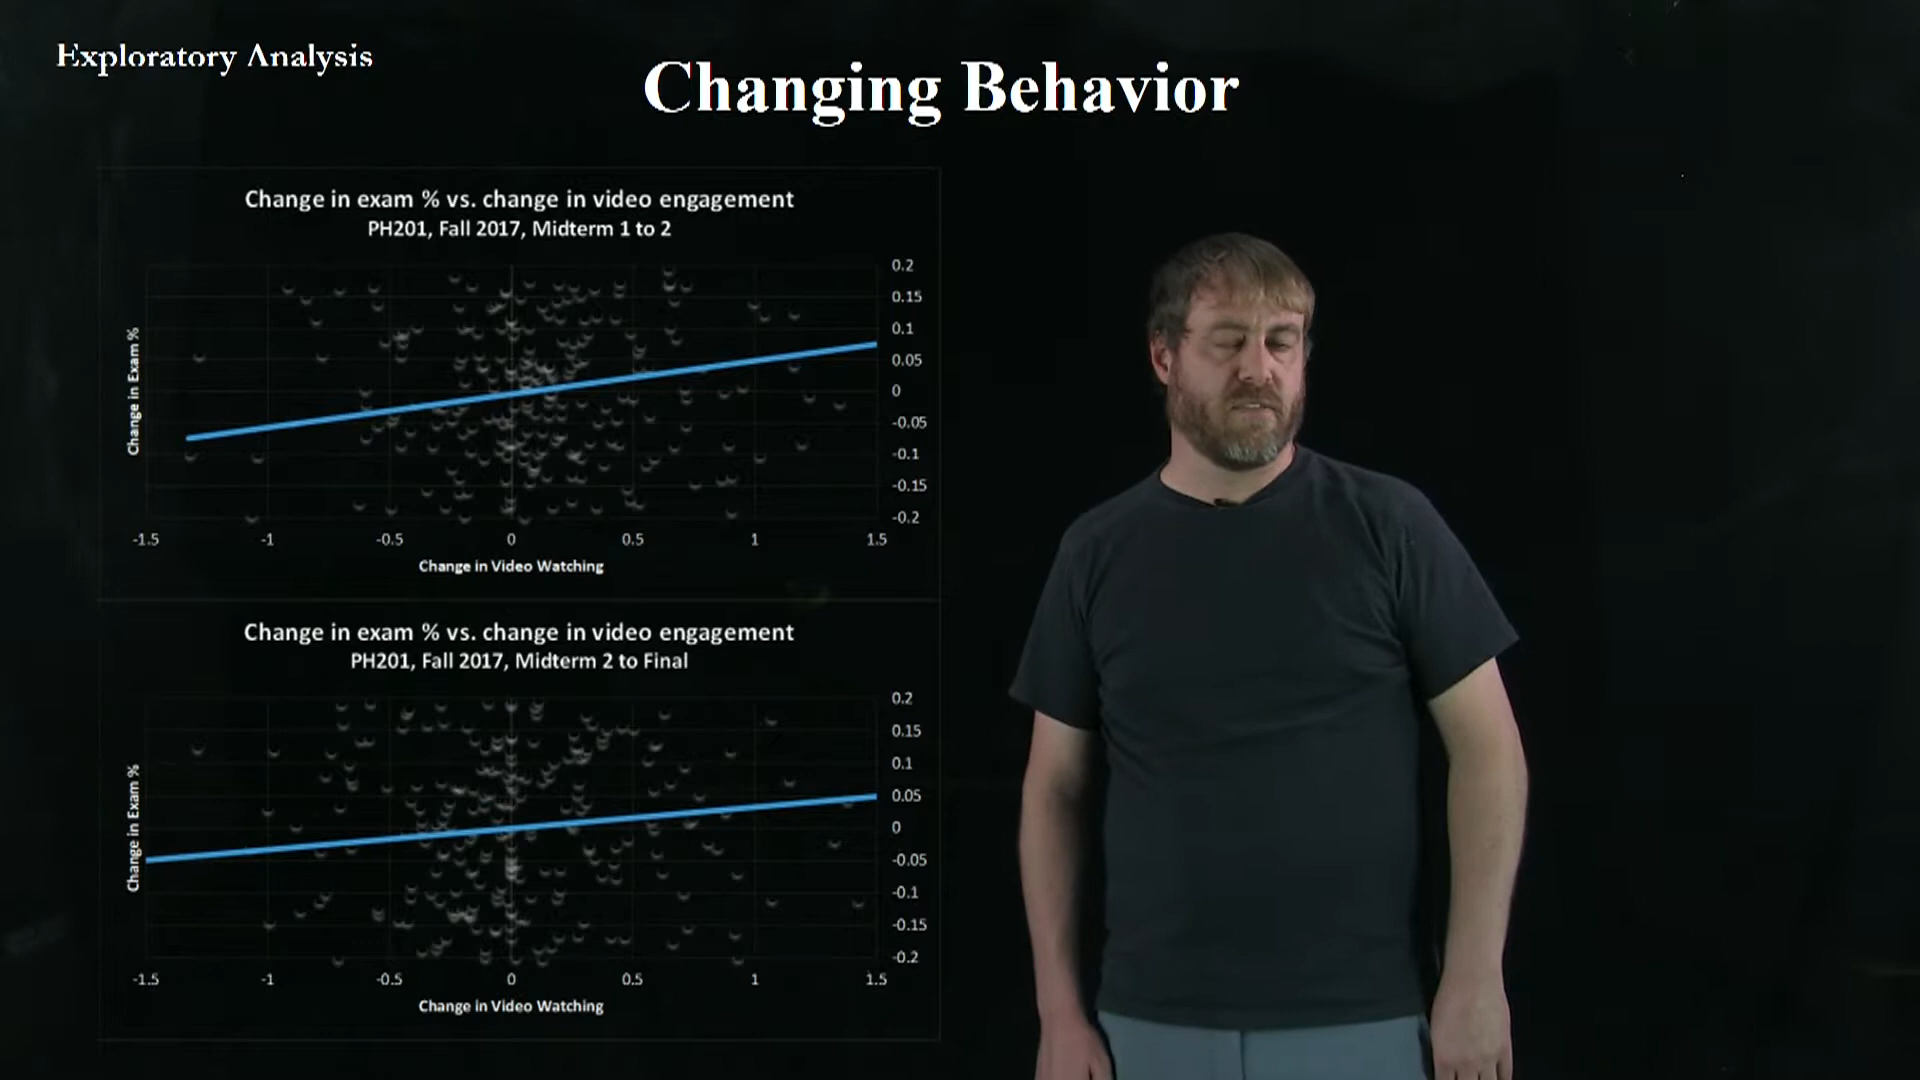 Exploratory Analysis
Changing Behavior
Change in exam % vs. change in video engagement
PH201, Fall 2017, Midterm 1 to 2
Change in Exam %
0.2
0.15
0.1
0.05
0
-0.05
-0.1
-0.15
-0.2
-1.5 -1 -0.5 0 0.5 1 1.5
Change in Video Watching
Change in exam % vs. change in video engagement
PH201, Fall 2017, Midterm 2 to Final
Change in Exam %
0.2
0.15
0.1
0.05
0
-0.05
-0.1
-0.15
-0.2
-1.5 -1 -0.5 0 0.5 1 1.5
Change in Video Watching